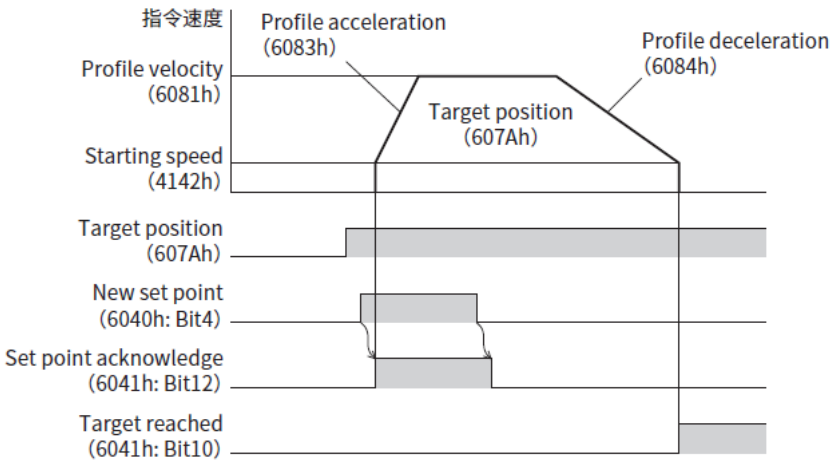 指令速度
Profile acceleration
（6083h）
Profile deceleration
（6084h）
Profile velocity
（6081h）
Target position
（607Ah）
Starting speed
（4142h）
Target position
（607Ah）
New set point
（6040h: Bit4）
Set point acknowledge
（6041h: Bit12）
Target reached
（6041h: Bit10）